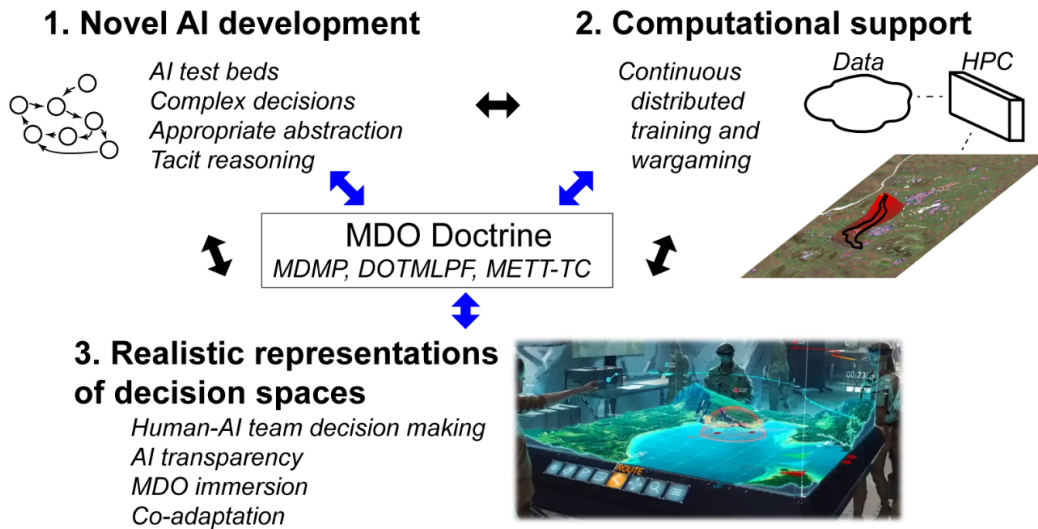 1. Novel AI development
AI test beds
Complex decisions
Appropriate abstraction
Tacit reasoning
2. Computational support
Continuous
distributed
training and
wargaming
Data
HPC
MDO Doctrine
MDMP, DOTMLPF, METT-TC
3. Realistic representations
of decision spaces
Human-AI team decision making
AI transparency
MDO immersion
Co-adaptation
ROUTE